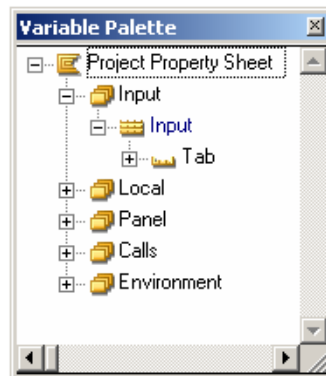 Variable Palette
Project Property Sheet
Input
Input
Tab
Local
Panel
Calls
Environment